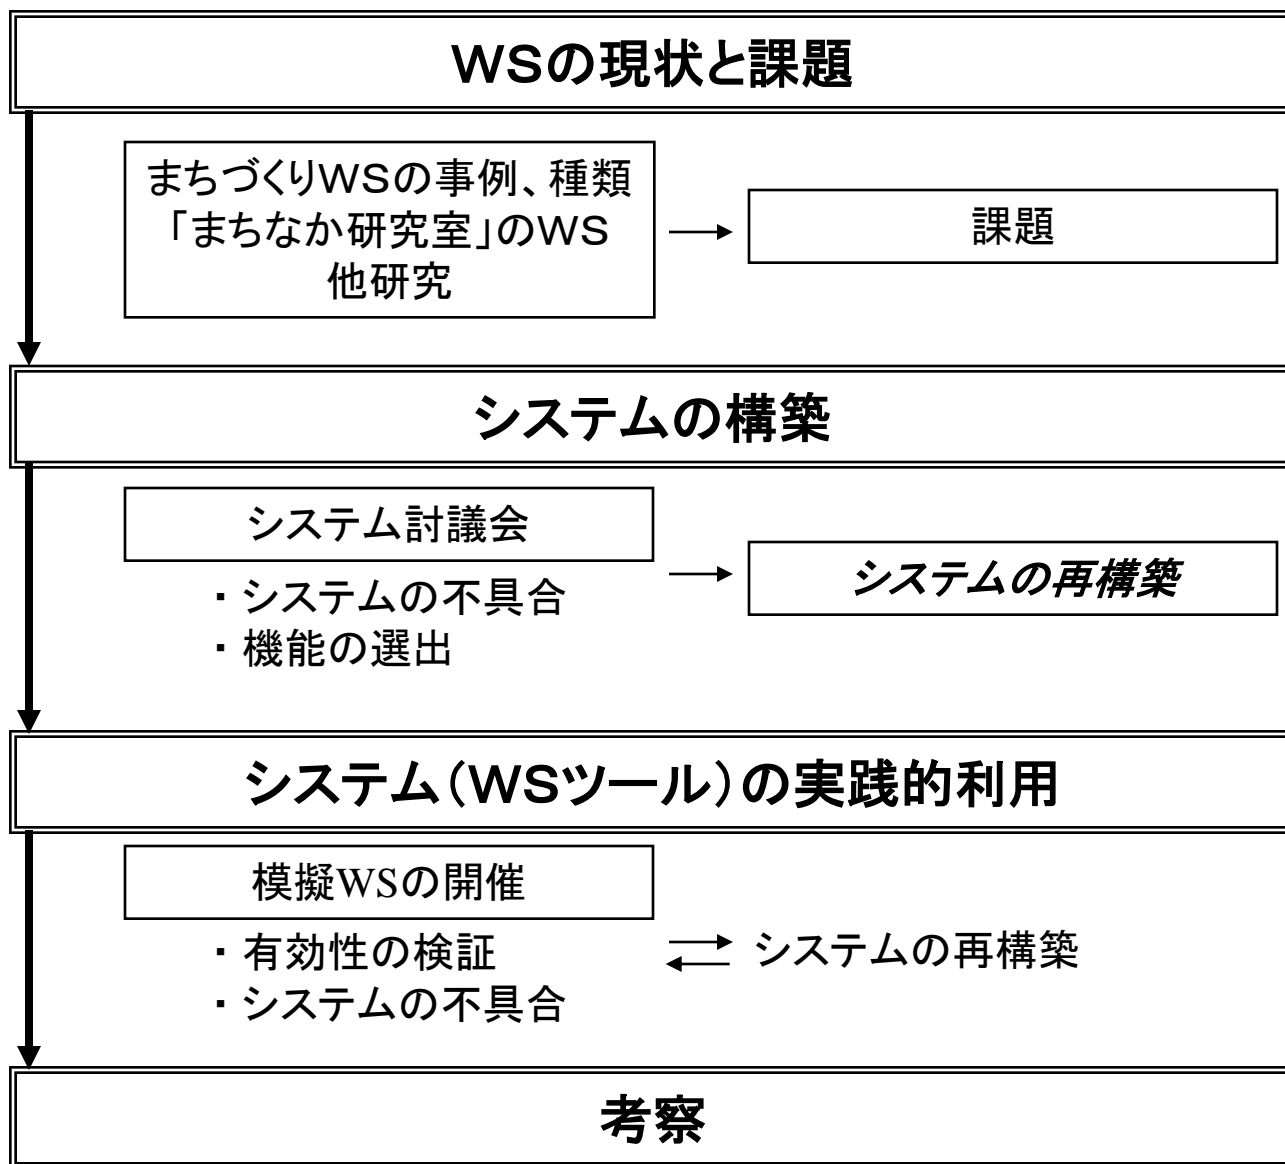 WSの現状と課題
まちづくりWSの事例、種類
「まちなか研究室」のWS
他研究
課題
システムの構築
システム討議会
・システムの不具合
・機能の選出
システムの再構築
システム（WSツール）の実践的利用
模擬WSの開催
・有効性の検証
・システムの不具合
システムの再構築
考察